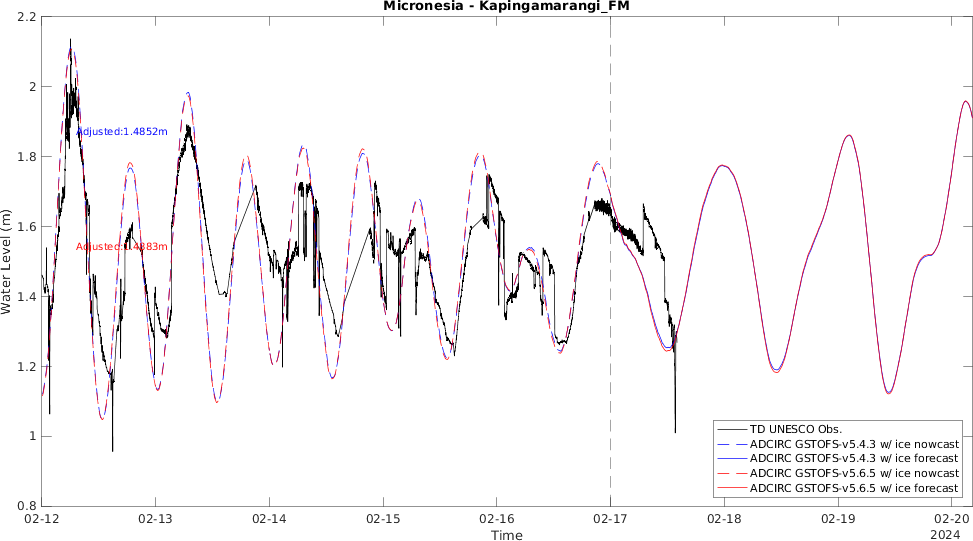 Micronesia - Kapingamarangi_FM
2.2
2
1.8
1.6
1.4
1.2
1
0.8
Water Level (m)
Adjusted:1.4852m
Adjusted:1.4883m
TD UNESCO Obs.
ADCIRC GSTOFS-v5.4.3 w/ ice nowcast
ADCIRC GSTOFS-v5.4.3 w/ ice forecast
ADCIRC GSTOFS-v5.6.5 w/ ice nowcast
ADCIRC GSTOFS-v5.6.5 w/ ice forecast
02-12 02-13 02-14 02-15 02-16 02-17 02-18 02-19 02-20
Time
2024